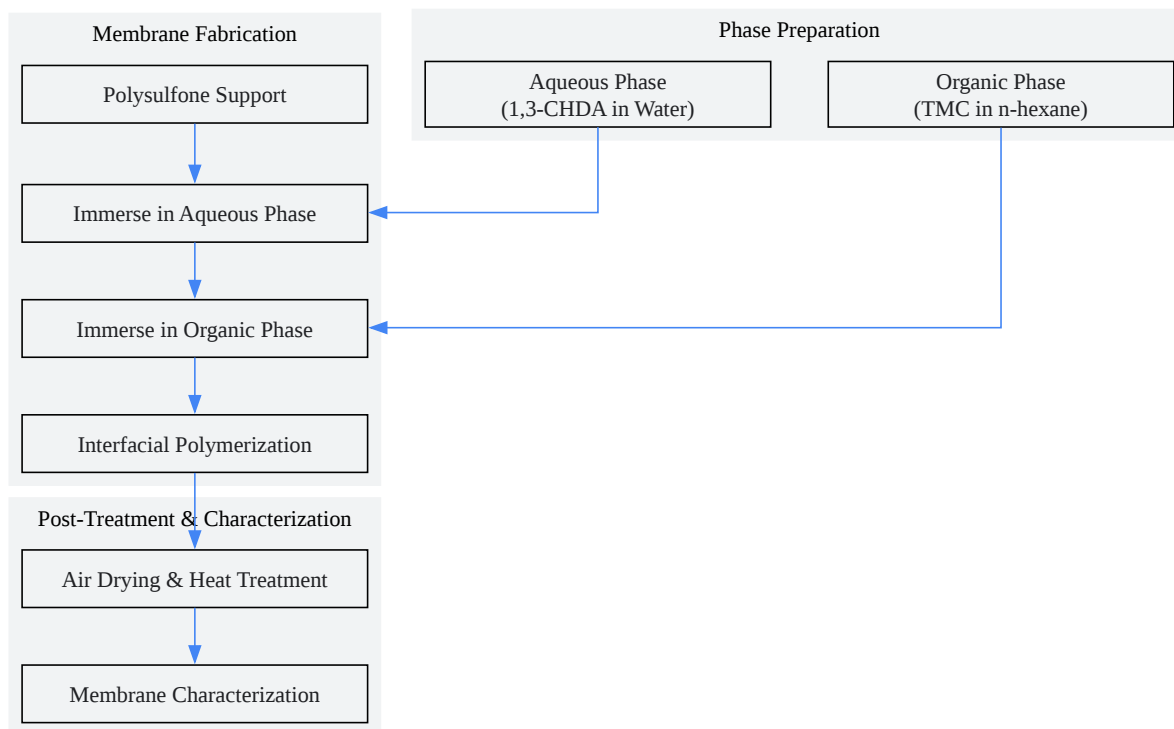 Membrane Fabrication
Polysulfone Support
Immerse in Aqueous Phase
Immerse in Organic Phase
Interfacial Polymerization
Phase Preparation
Aqueous Phase
(1,3-CHDA in Water)
Organic Phase
(TMC in n-hexane)
Post-Treatment & Characterization
Air Drying & Heat Treatment
Membrane Characterization